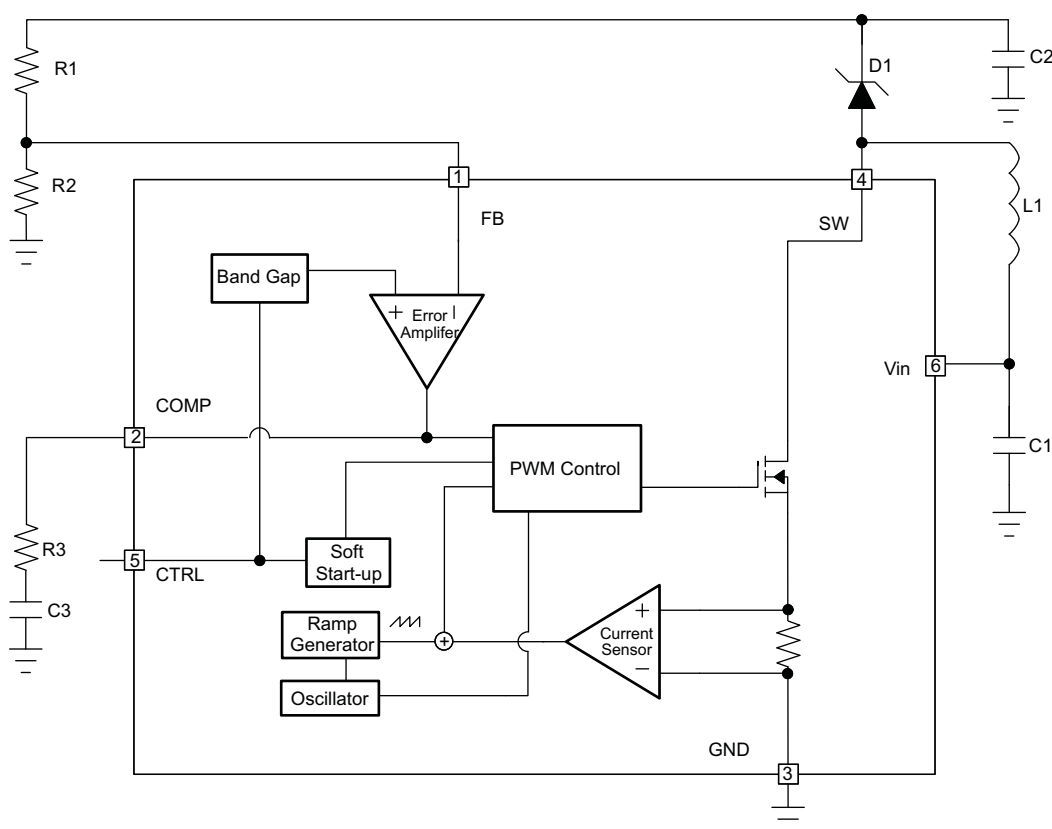 R1
D1
C2
R2
1
4
FB
SW
L1
Band Gap
+
Error
Amplifer
Vin
6
COMP
2
PWM Control
C1
R3
5
CTRL
Soft
Start-up
C3
Ramp
Generator
+
+
Current
Sensor
−
Oscillator
GND
3